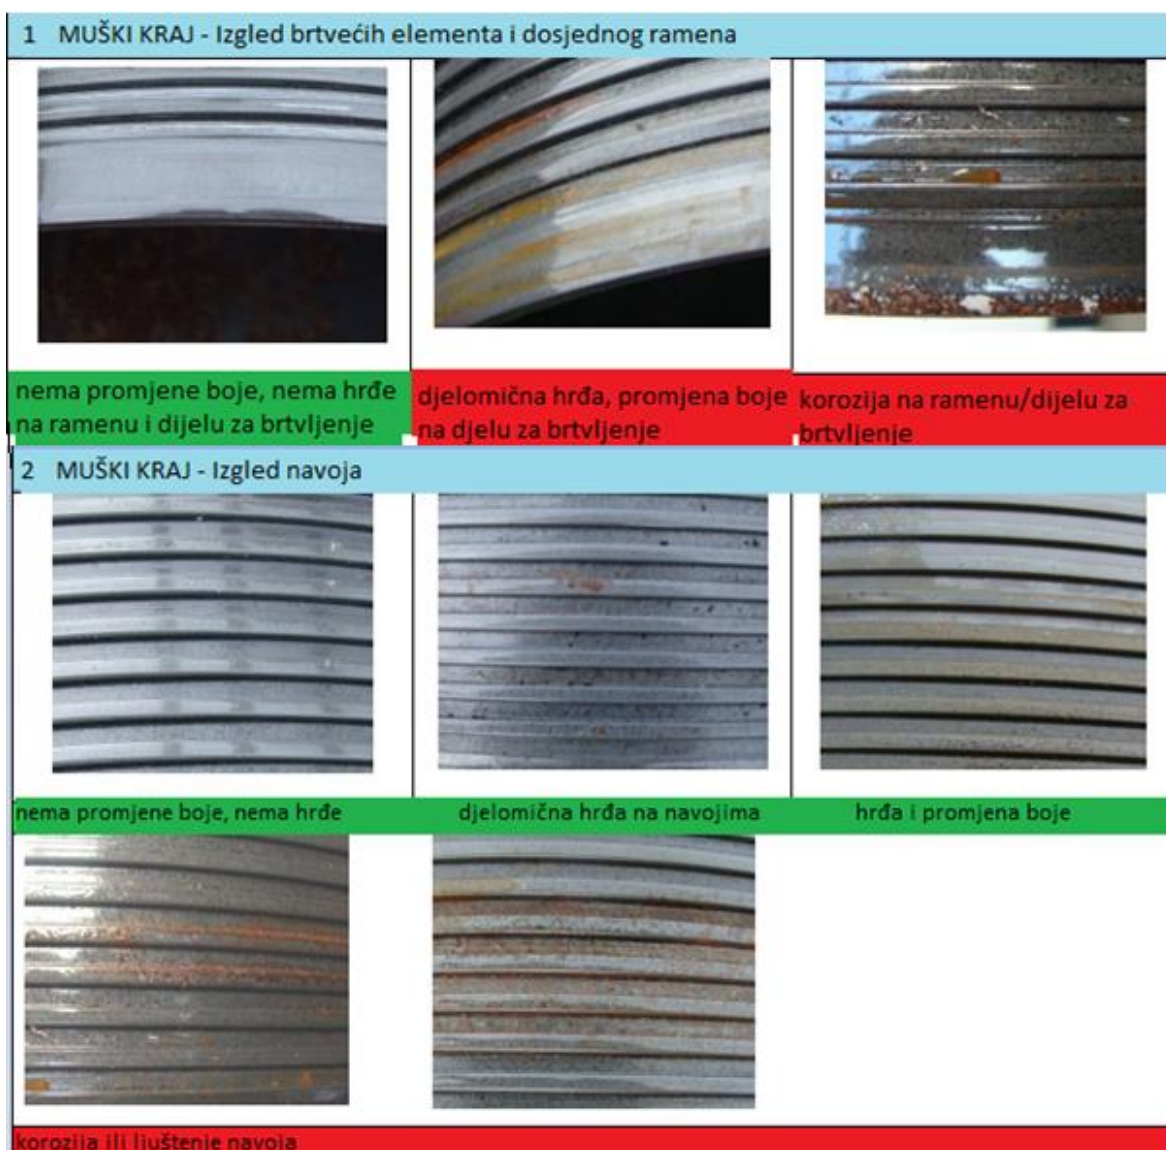 1 MUŠKI KRAJ - Izgled brtvećih elementa i dosjednog ramena
nema promjene boje, nema hrđe
na ramenu i dijelu za brtvljenje
djelomična hrđa, promjena boje
na djelu za brtvljenje
korozija na ramenu/dijelu za
brtvljenje
2 MUŠKI KRAJ - Izgled navoja
nema promjene boje, nema hrđe
djelomična hrđa na navojima
hrđa i promjena boje
korozija ili ljuštenje navoja